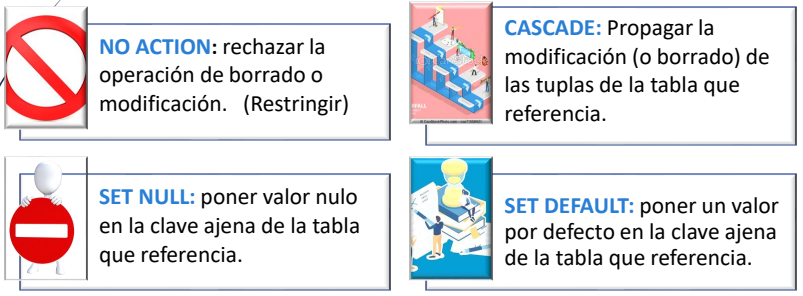 NO ACTION: rechazar la
operación de borrado o
modificación. (Restringir)
CASCADE: Propagar la
modificación (o borrado) de
las tuplas de la tabla que
referencia.
SET NULL: poner valor nulo
en la clave ajena de la tabla
que referencia.
SET DEFAULT: poner un valor
por defecto en la clave ajena
de la tabla que referencia.